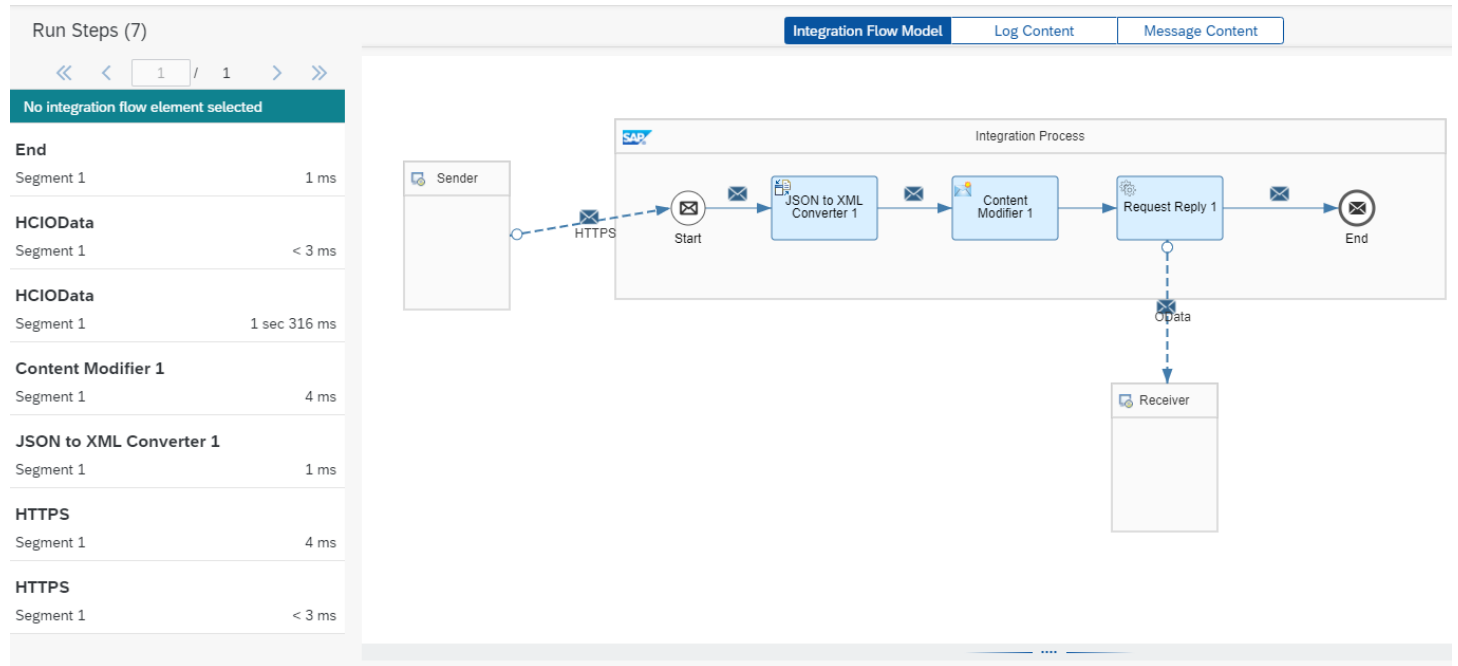 Run Steps (7)
Integration Flow Model
Log Content
Message Content
1 / 1
No integration flow element selected
End
Segment 1 1 ms
HCIOData
Segment 1 < 3 ms
HCIOData
Segment 1 1 sec 316 ms
Content Modifier 1
Segment 1 4 ms
JSON to XML Converter 1
Segment 1 1 ms
HTTPS
Segment 1 4 ms
HTTPS
Segment 1 < 3 ms
SAP
Integration Process
Sender
HTTPS
Start
JSON to XML
Converter 1
Content
Modifier 1
Request Reply 1
End
OData
Receiver